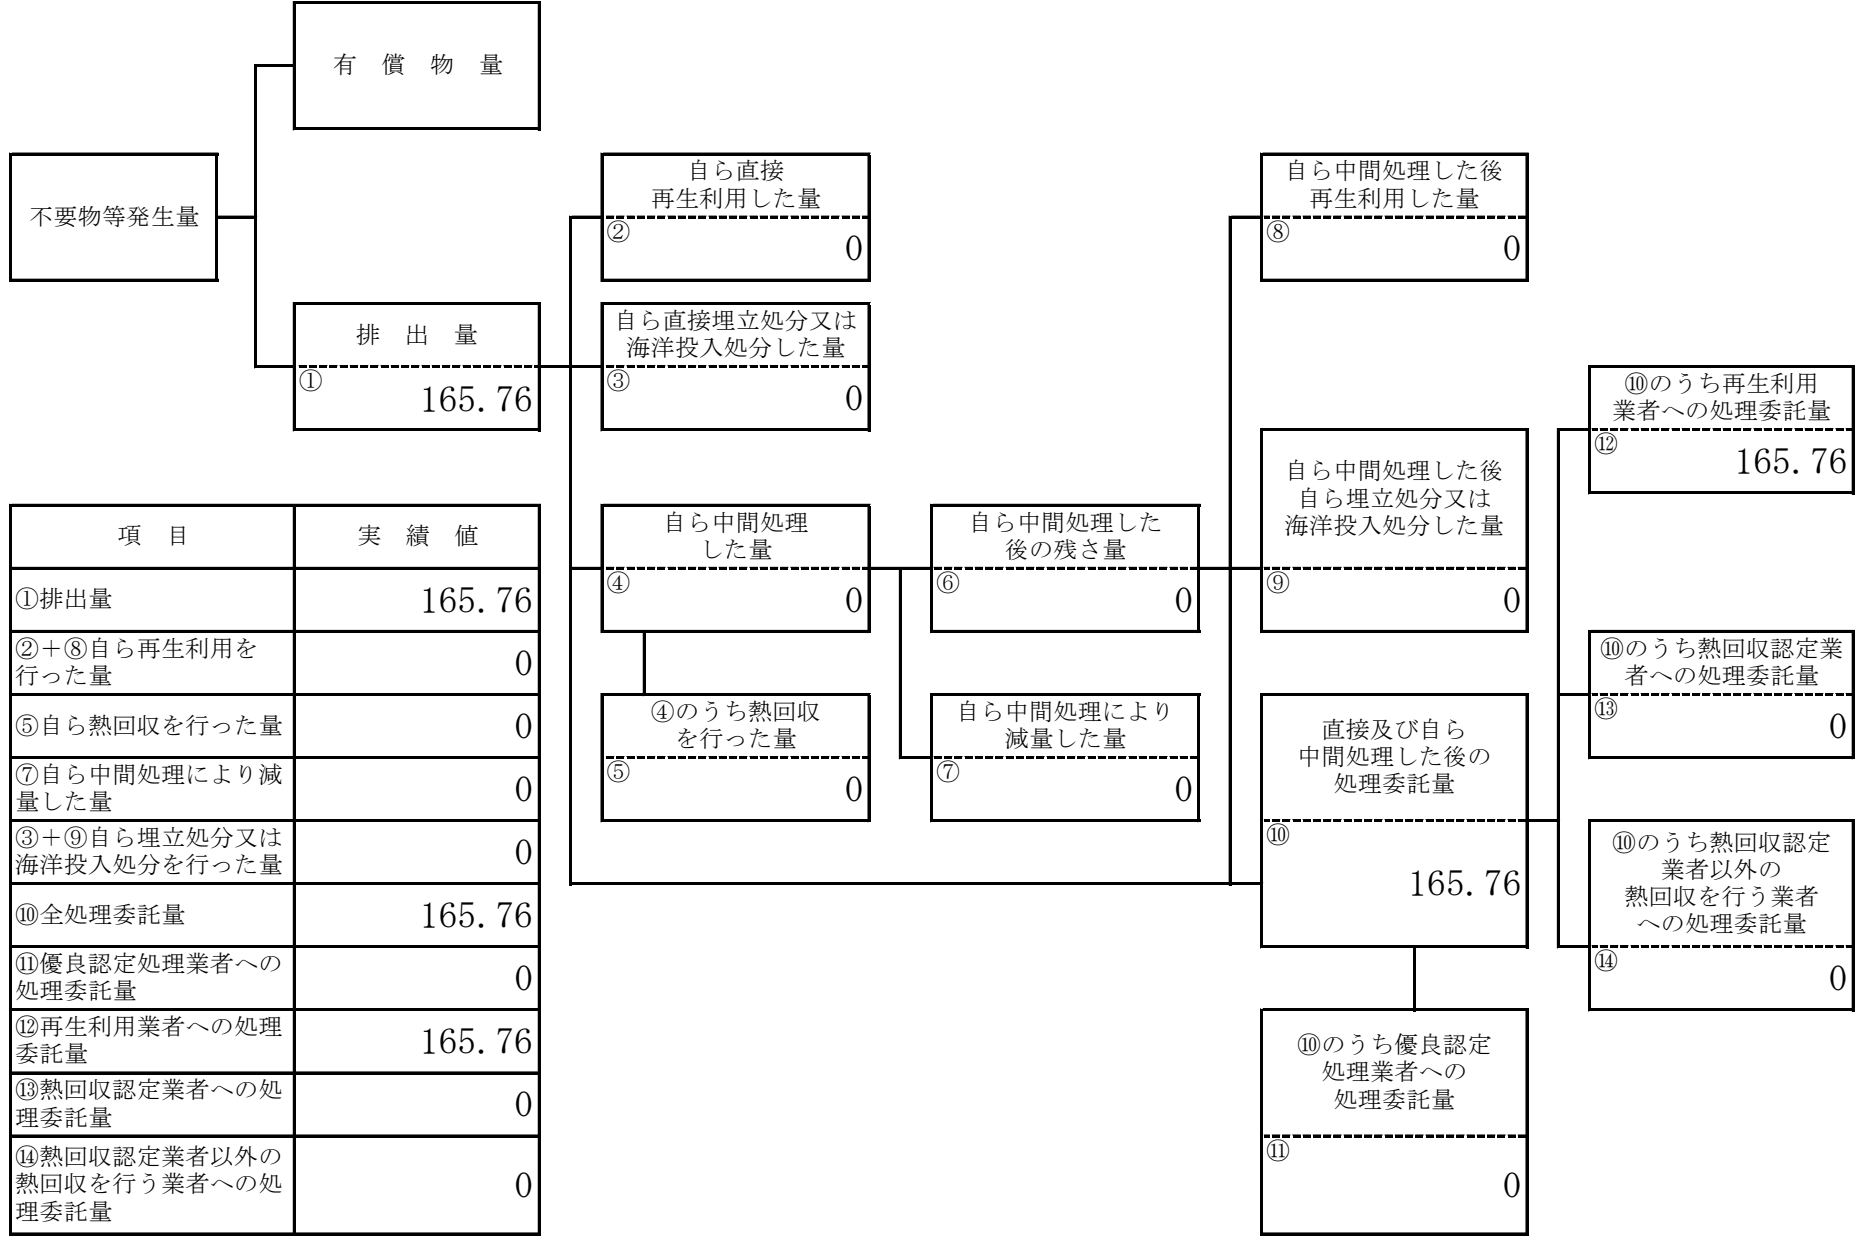 有　償　物　量
不要物等発生量
排　出　量
①
165.76
自ら直接
再生利用した量
②
0
自ら直接埋立処分又は
海洋投入処分した量
③
0
自ら中間処理
した量
④
0
④のうち熱回収
を行った量
⑤
0
自ら中間処理した
後の残さ量
⑥
0
自ら中間処理により
減量した量
⑦
0
自ら中間処理した後
再生利用した量
⑧
0
自ら中間処理した後
自ら埋立処分又は
海洋投入処分した量
⑨
0
直接及び自ら
中間処理した後の
処理委託量
⑩
165.76
⑩のうち優良認定
処理業者への
処理委託量
⑪
0
⑩のうち再生利用
業者への処理委託量
⑫
165.76
⑩のうち熱回収認定業
者への処理委託量
⑬
0
⑩のうち熱回収認定
業者以外の
熱回収を行う業者
への処理委託量
⑭
0
項　目　実　績　値
①排出量　165.76
②＋⑧自ら再生利用を
行った量
0
⑤自ら熱回収を行った量　0
⑦自ら中間処理により減
量した量
0
③＋⑨自ら埋立処分又は
海洋投入処分を行った量
0
⑩全処理委託量　165.76
⑪優良認定処理業者への
処理委託量
0
⑫再生利用業者への処理
委託量
165.76
⑬熱回収認定業者への処
理委託量
0
⑭熱回収認定業者以外の
熱回収を行う業者への処
理委託量
0